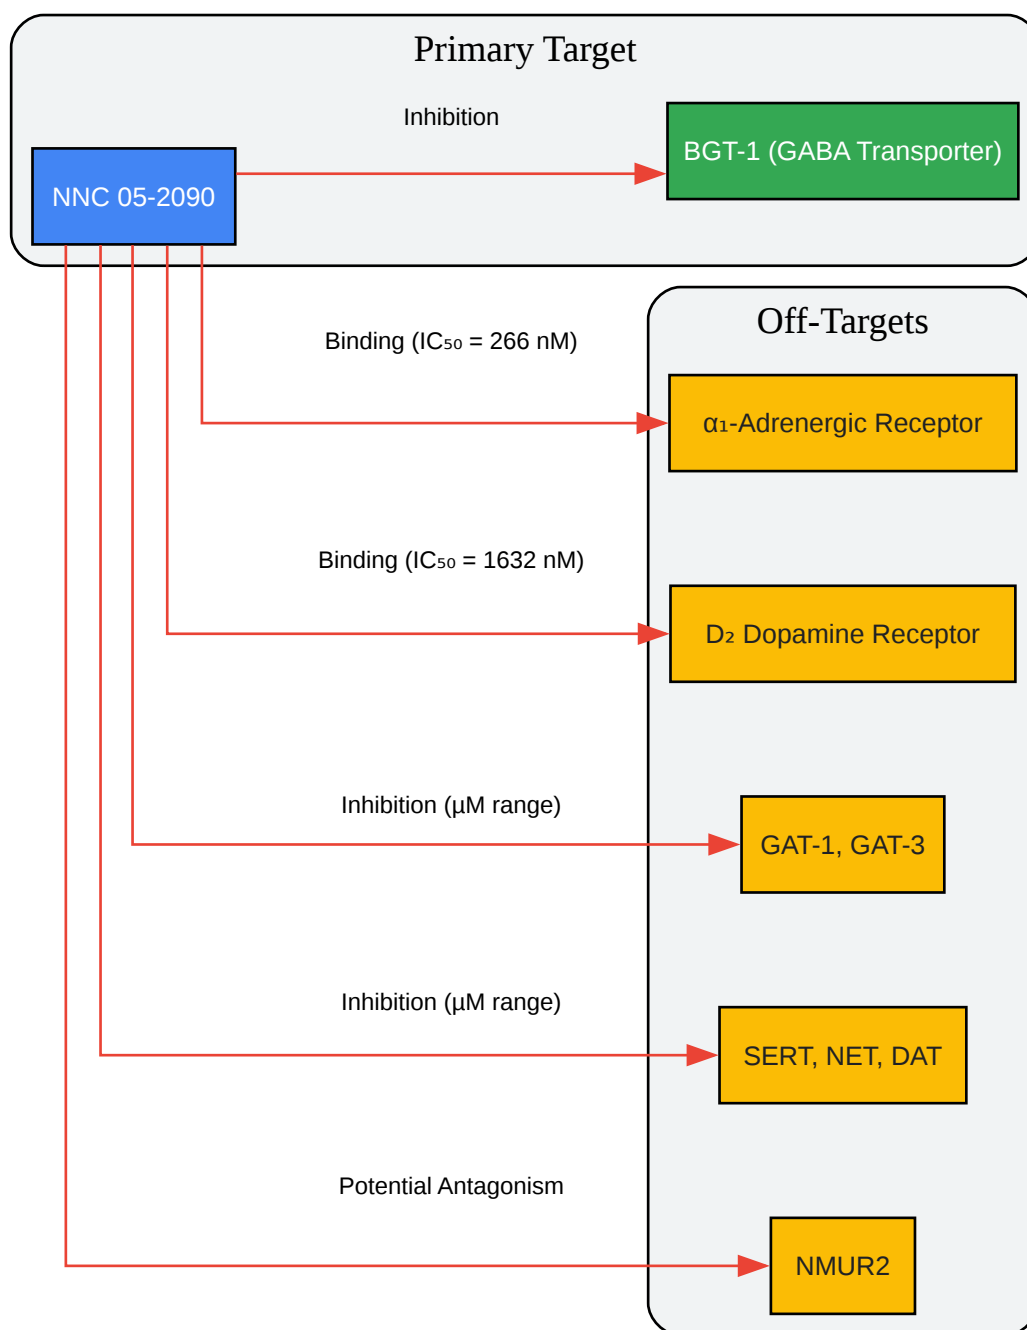 Primary Target
Inhibition
BGT-1 (GABA Transporter)
NNC 05-2090
Off-Targets
Binding (IC₅₀ = 266 nM)
α₁-Adrenergic Receptor
Binding (IC₅₀ = 1632 nM)
D₂ Dopamine Receptor
Inhibition (µM range)
GAT-1, GAT-3
Inhibition (µM range)
SERT, NET, DAT
Potential Antagonism
NMUR2